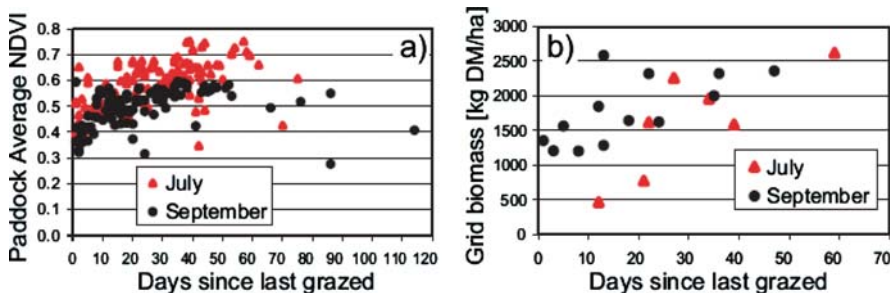 Paddock Average NDVI
0.8
0.7
0.6
0.5
0.4
0.3
0.2
0.1
0.0
a)
July
September
0 10 20 30 40 50 60 70 80 90 100 110 120
Days since last grazed
Grid biomass [kg DM/ha]
3000
2500
2000
1500
1000
500
0
b)
July
September
0 10 20 30 40 50 60 70
Days since last grazed